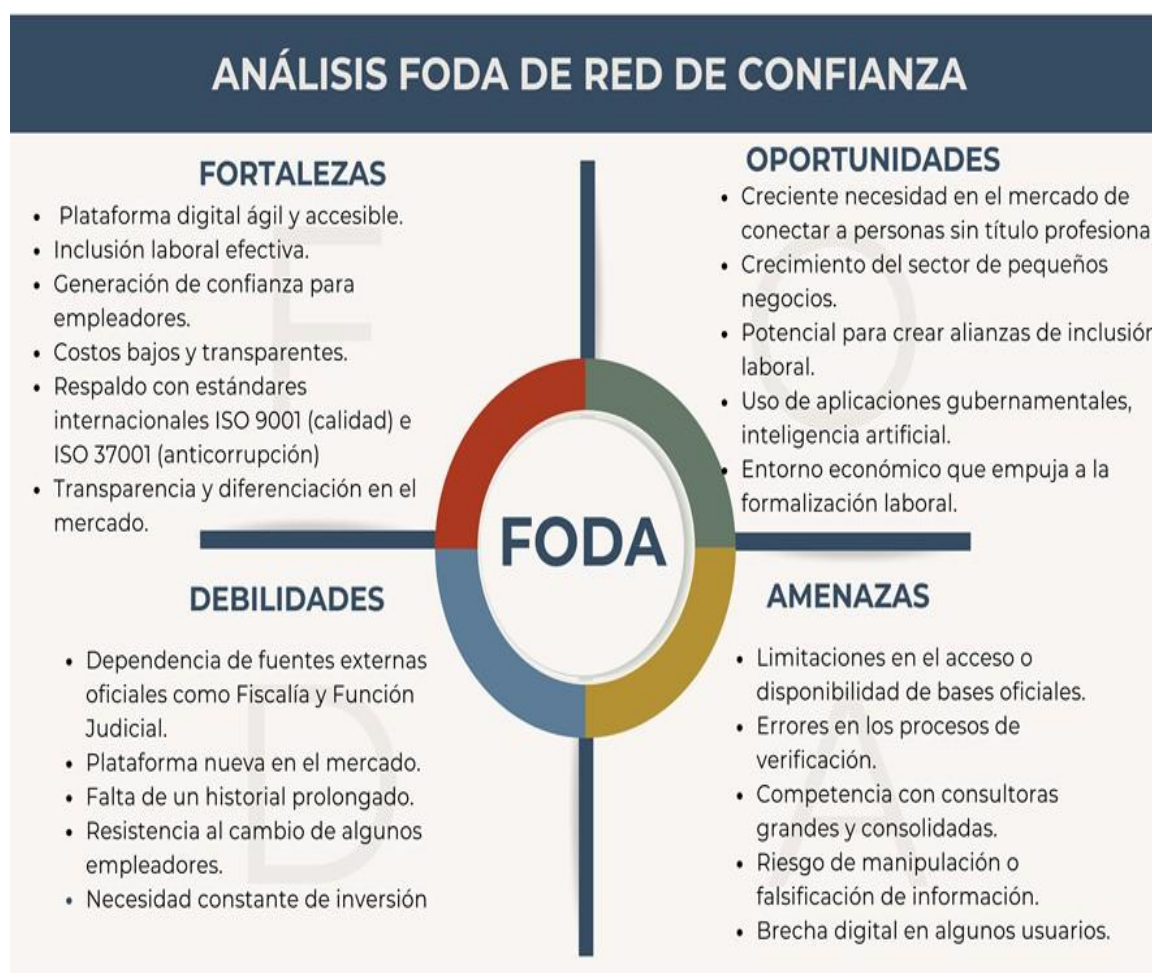 ANÁLISIS FODA DE RED DE CONFIANZA
FORTALEZAS
• Plataforma digital ágil y accesible.
• Inclusión laboral efectiva.
• Generación de confianza para
empleadores.
• Costos bajos y transparentes.
• Respaldo con estándares
internacionales ISO 9001 (calidad) e
ISO 37001 (anticorrupción)
• Transparencia y diferenciación en el
mercado.
OPORTUNIDADES
• Creciente necesidad en el mercado de
conectar a personas sin título profesiona
• Crecimiento del sector de pequeños
negocios.
• Potencial para crear alianzas de inclusión
laboral.
• Uso de aplicaciones gubernamentales,
inteligencia artificial.
• Entorno económico que empuja a la
formalización laboral.
FODA
DEBILIDADES
• Dependencia de fuentes externas
oficiales como Fiscalía y Función
Judicial.
• Plataforma nueva en el mercado.
• Falta de un historial prolongado.
• Resistencia al cambio de algunos
empleadores.
• Necesidad constante de inversión
AMENAZAS
• Limitaciones en el acceso o
disponibilidad de bases oficiales.
• Errores en los procesos de
verificación.
• Competencia con consultoras
grandes y consolidadas.
• Riesgo de manipulación o
falsificación de información.
• Brecha digital en algunos usuarios.
F
O
D
A